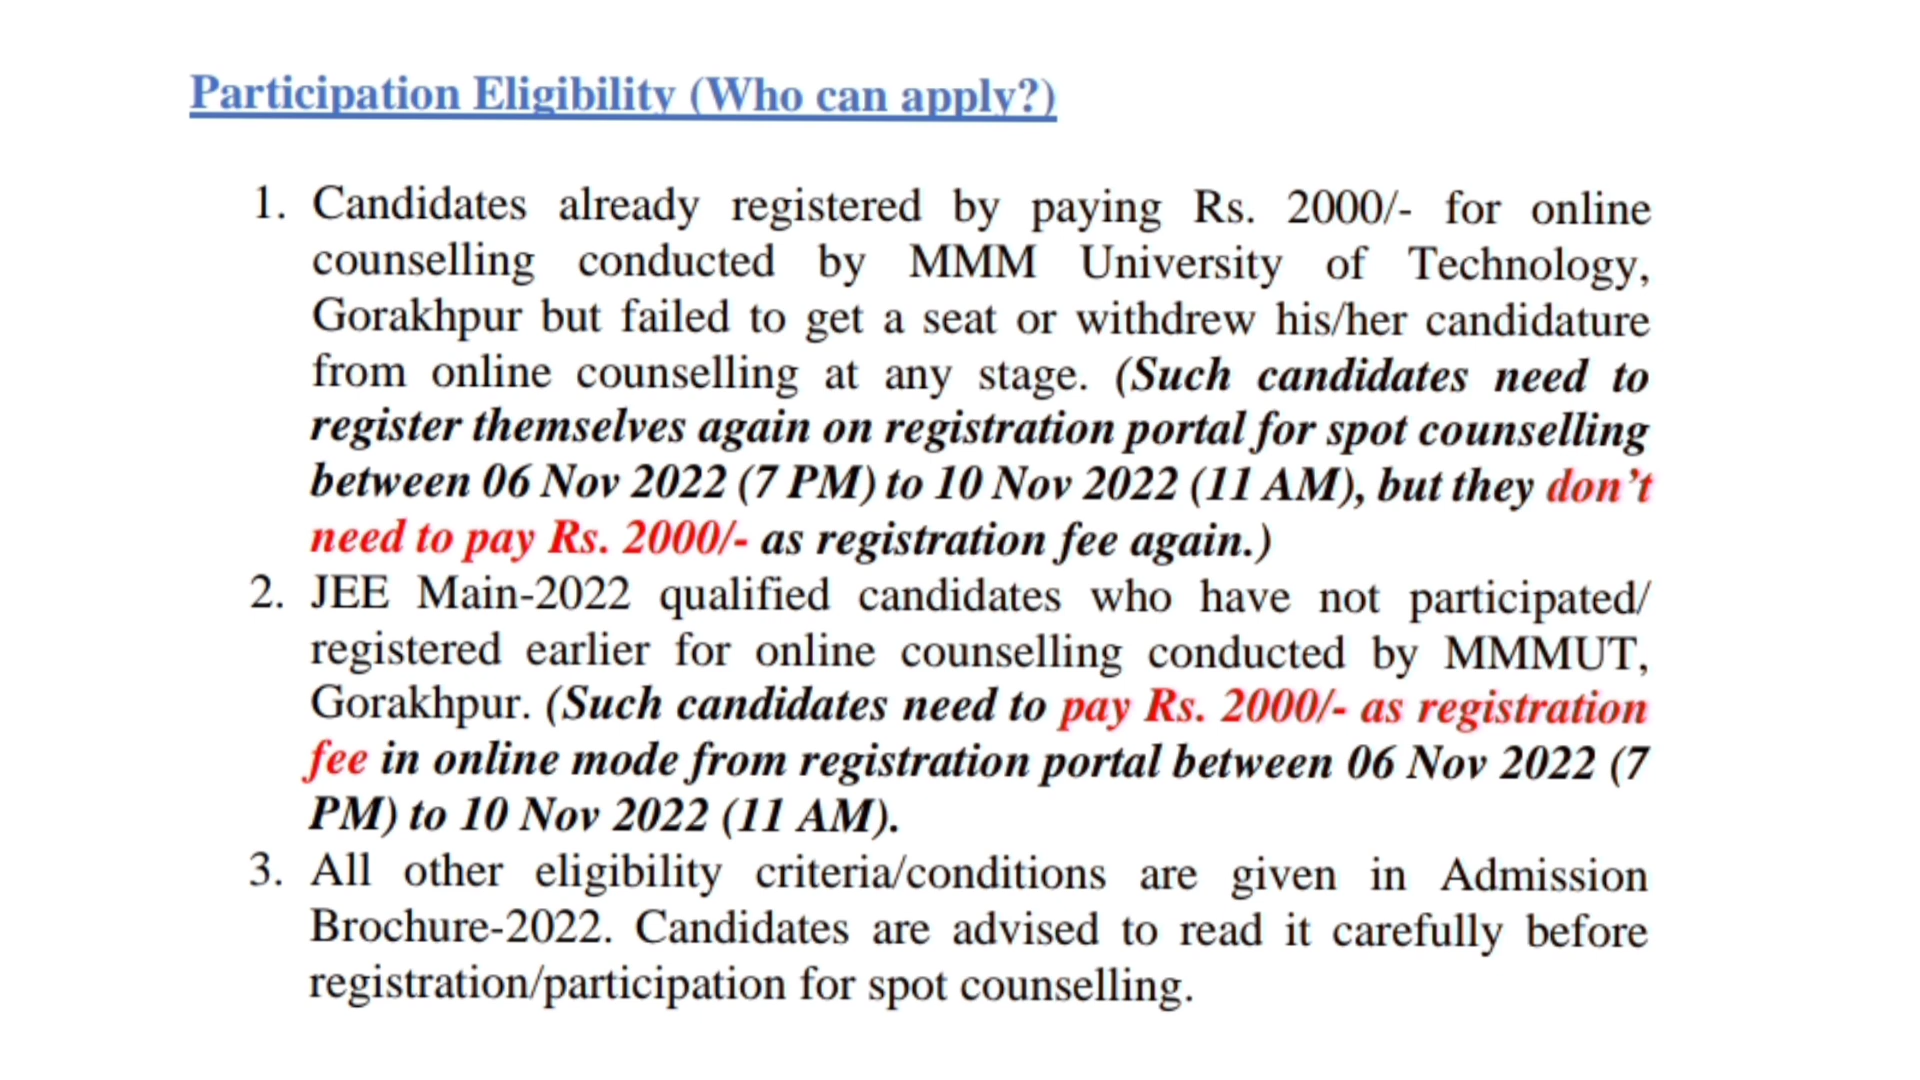 Participation Eligibility (Who can apply?)
1. Candidates already registered by paying Rs. 2000/- for online
counselling conducted by MMM University of Technology,
Gorakhpur but failed to get a seat or withdrew his/her candidature
from online counselling at any stage. (Such candidates need to
register themselves again on registration portal for spot counselling
between 06 Nov 2022 (7 PM) to 10 Nov 2022 (11 AM), but they don’t
need to pay Rs. 2000/- as registration fee again.)
2. JEE Main-2022 qualified candidates who have not participated/
registered earlier for online counselling conducted by MMMUT,
Gorakhpur. (Such candidates need to pay Rs. 2000/- as registration
fee in online mode from registration portal between 06 Nov 2022 (7
PM) to 10 Nov 2022 (11 AM).
3. All other eligibility criteria/conditions are given in Admission
Brochure-2022. Candidates are advised to read it carefully before
registration/participation for spot counselling.